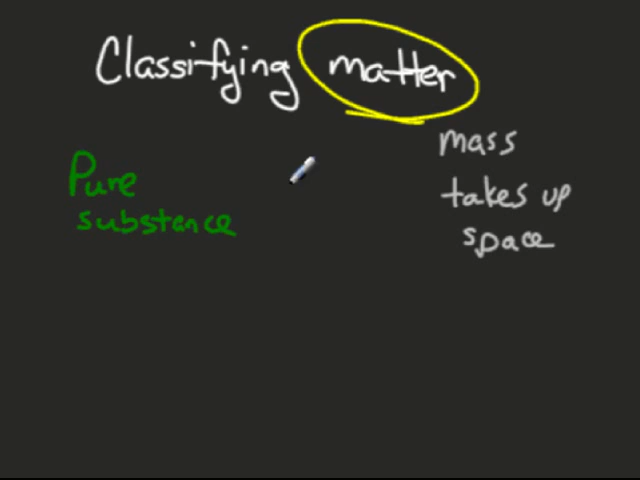 Classifying matter
mass
takes up
space
Pure
substance